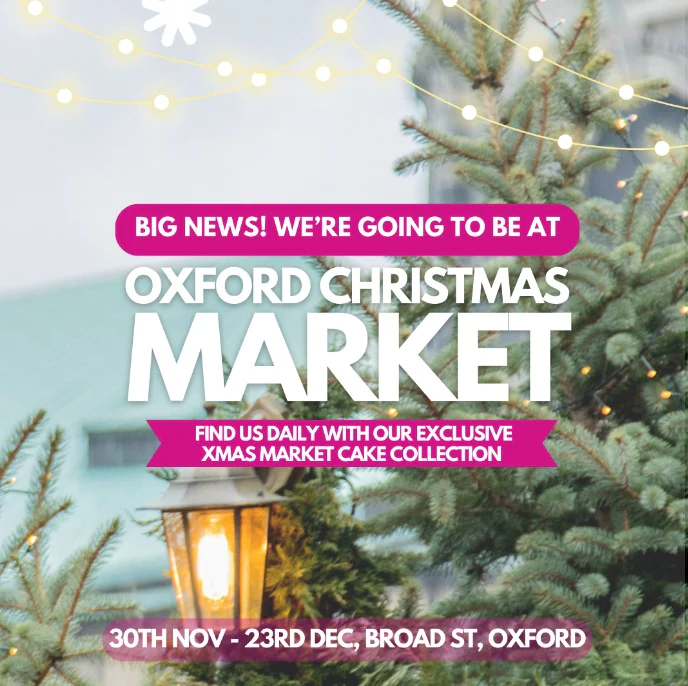 BIG NEWS! WE'RE GOING TO BE AT
OXFORD CHRISTMAS
MARKET
FIND US DAILY WITH OUR EXCLUSIVE
XMAS MARKET CAKE COLLECTION
30TH NOV - 23RD DEC, BROAD ST, OXFORD